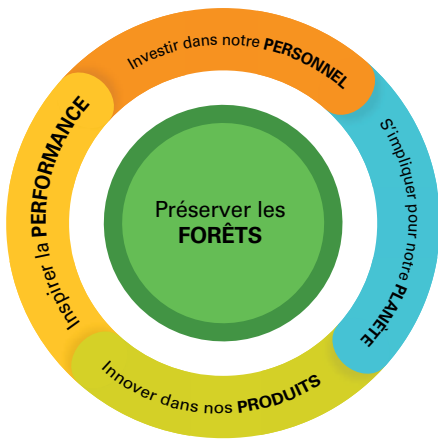 Investir dans notre PERSONNEL
S'impliquer pour notre PLANÈTE
Innover dans nos PRODUITS
Inspirer la PERFORMANCE
Préserver les
FORÊTS